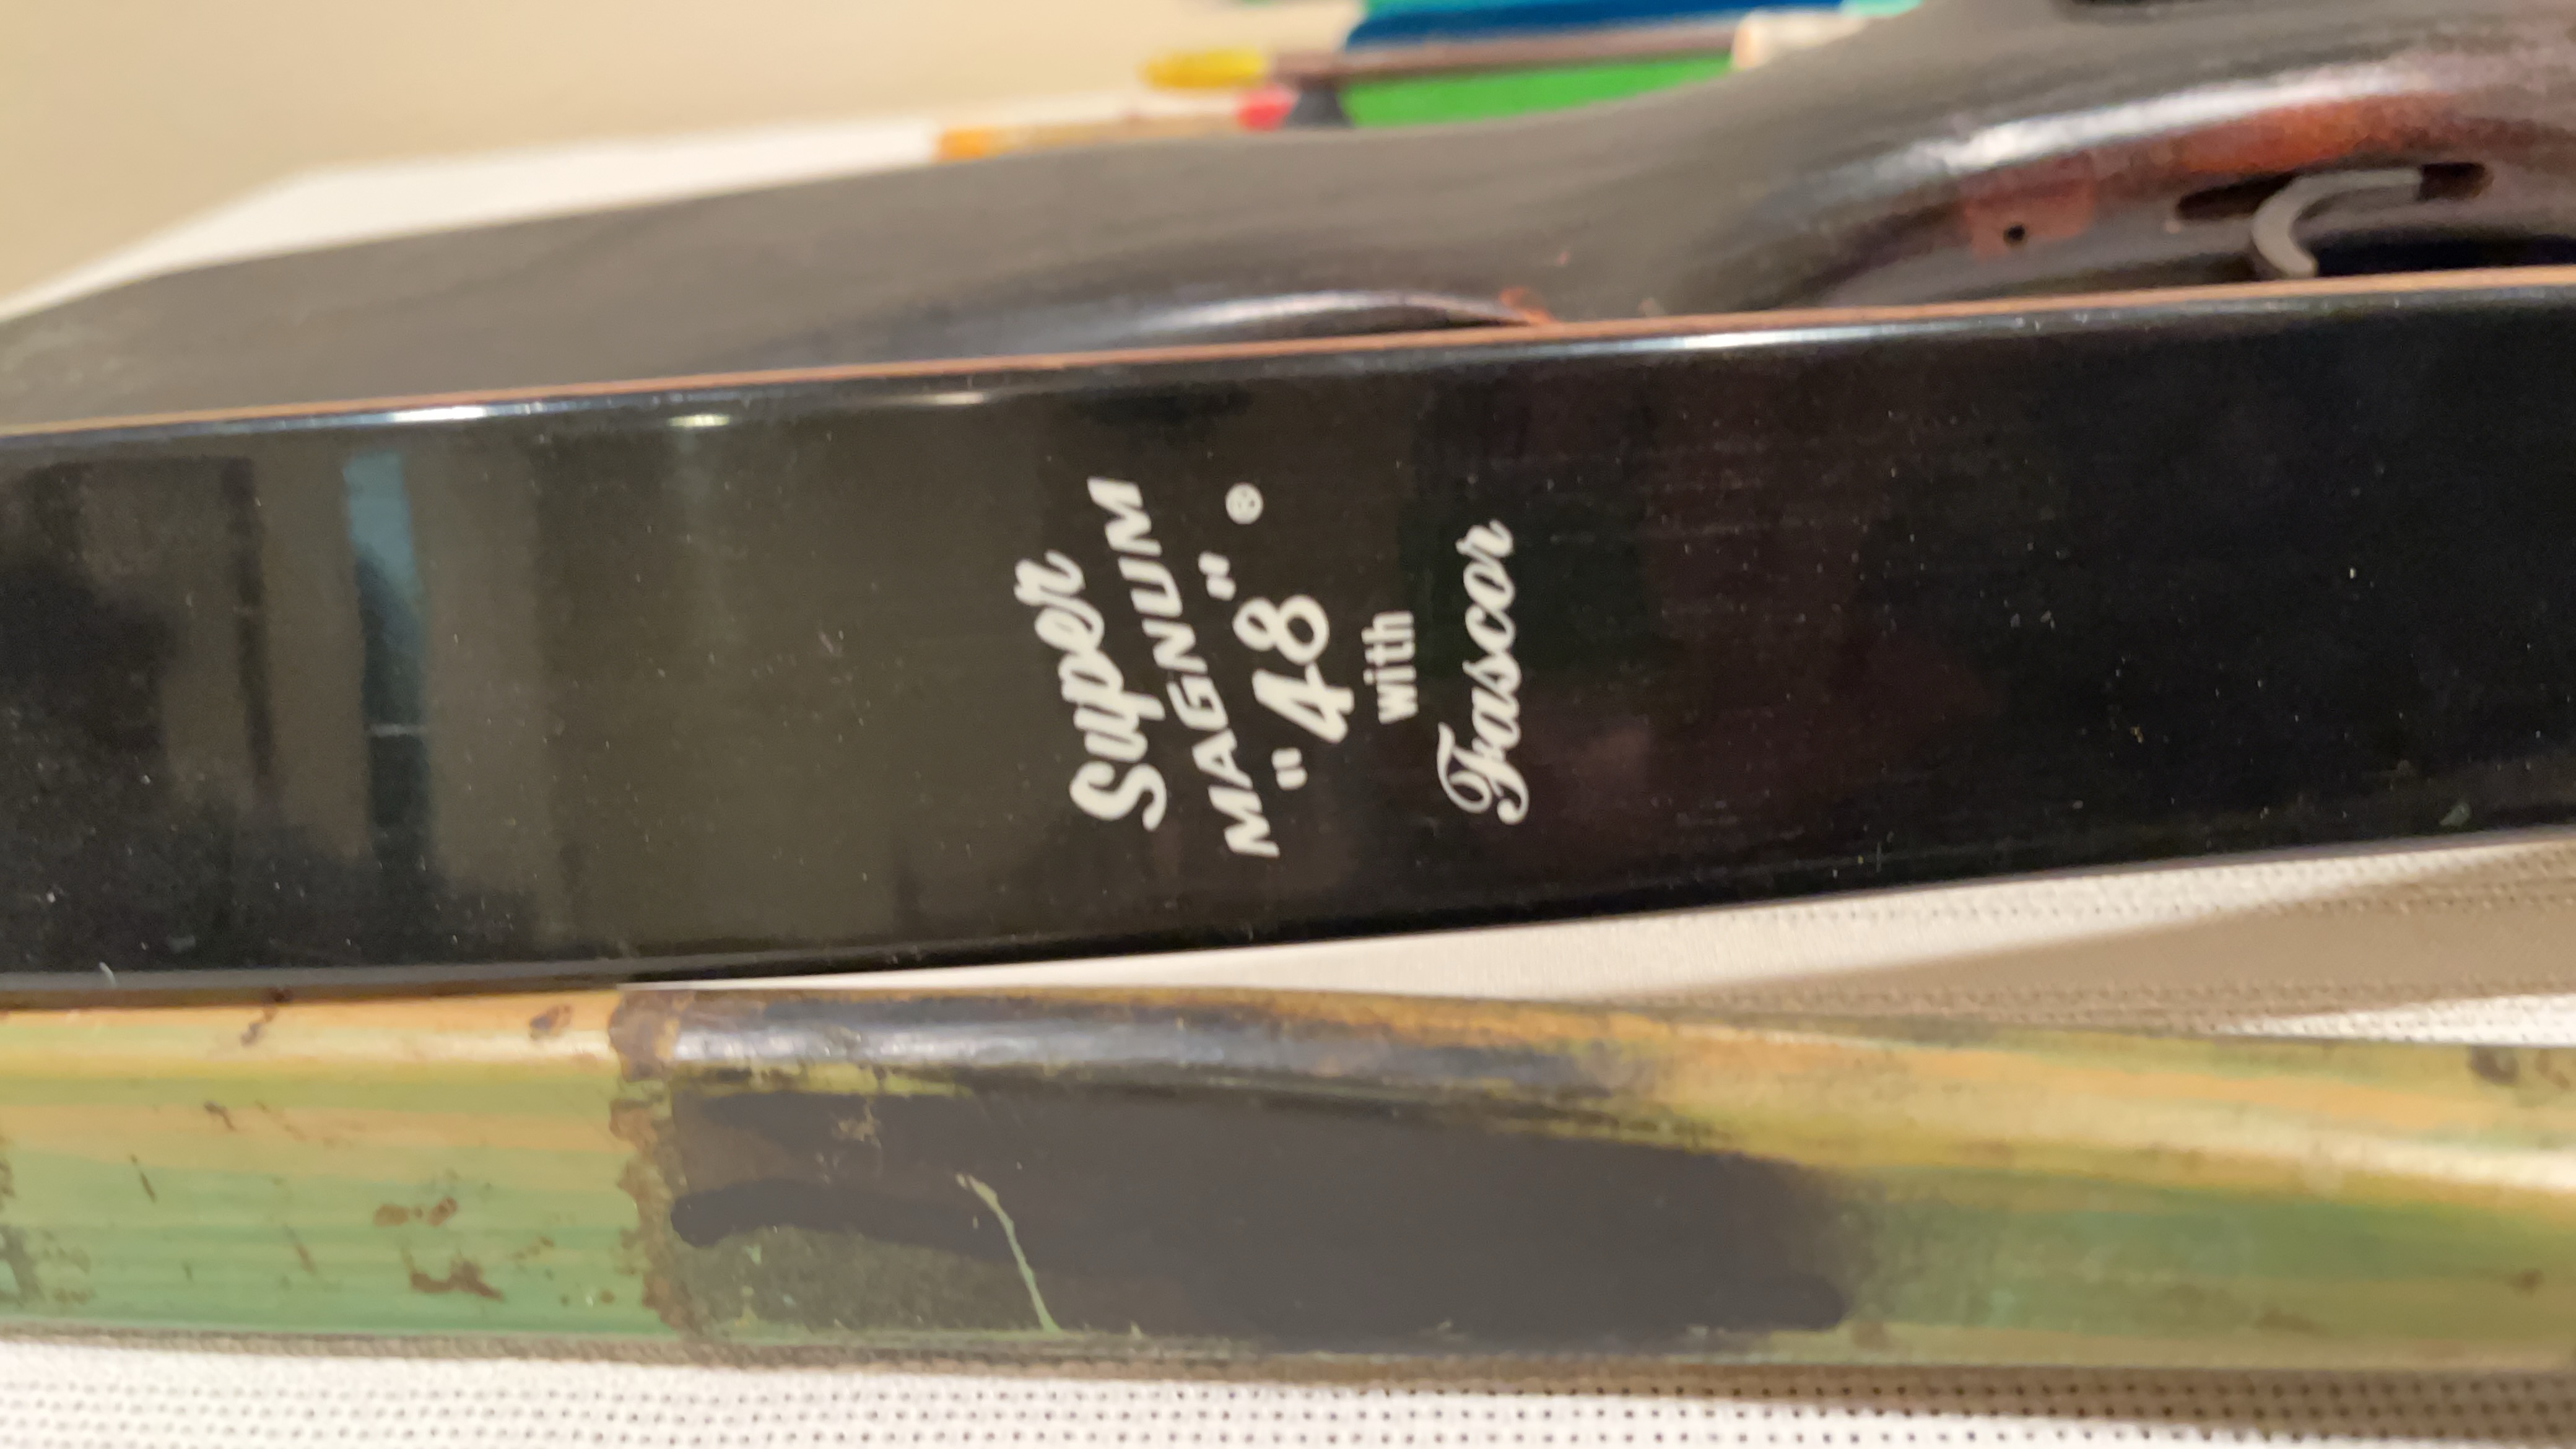 Super
MAGNUM
"48" ®
with
Fascor